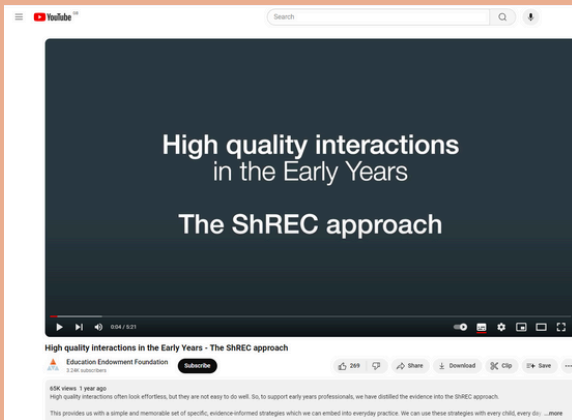 YouTube GB
Search
High quality interactions
in the Early Years
The ShREC approach
0:04 / 5:21
High quality interactions in the Early Years - The ShREC approach
Education Endowment Foundation
3.24K subscribers
Subscribe
269
Share
Download
Clip
Save
65K views 1 year ago
High quality interactions often look effortless, but they are not easy to do well. So, to support early years professionals, we have distilled the evidence into the ShREC approach.
This provides us with a simple and memorable set of specific, evidence-informed strategies which we can embed into everyday practice. We can use these strategies with every child, every day, ...more